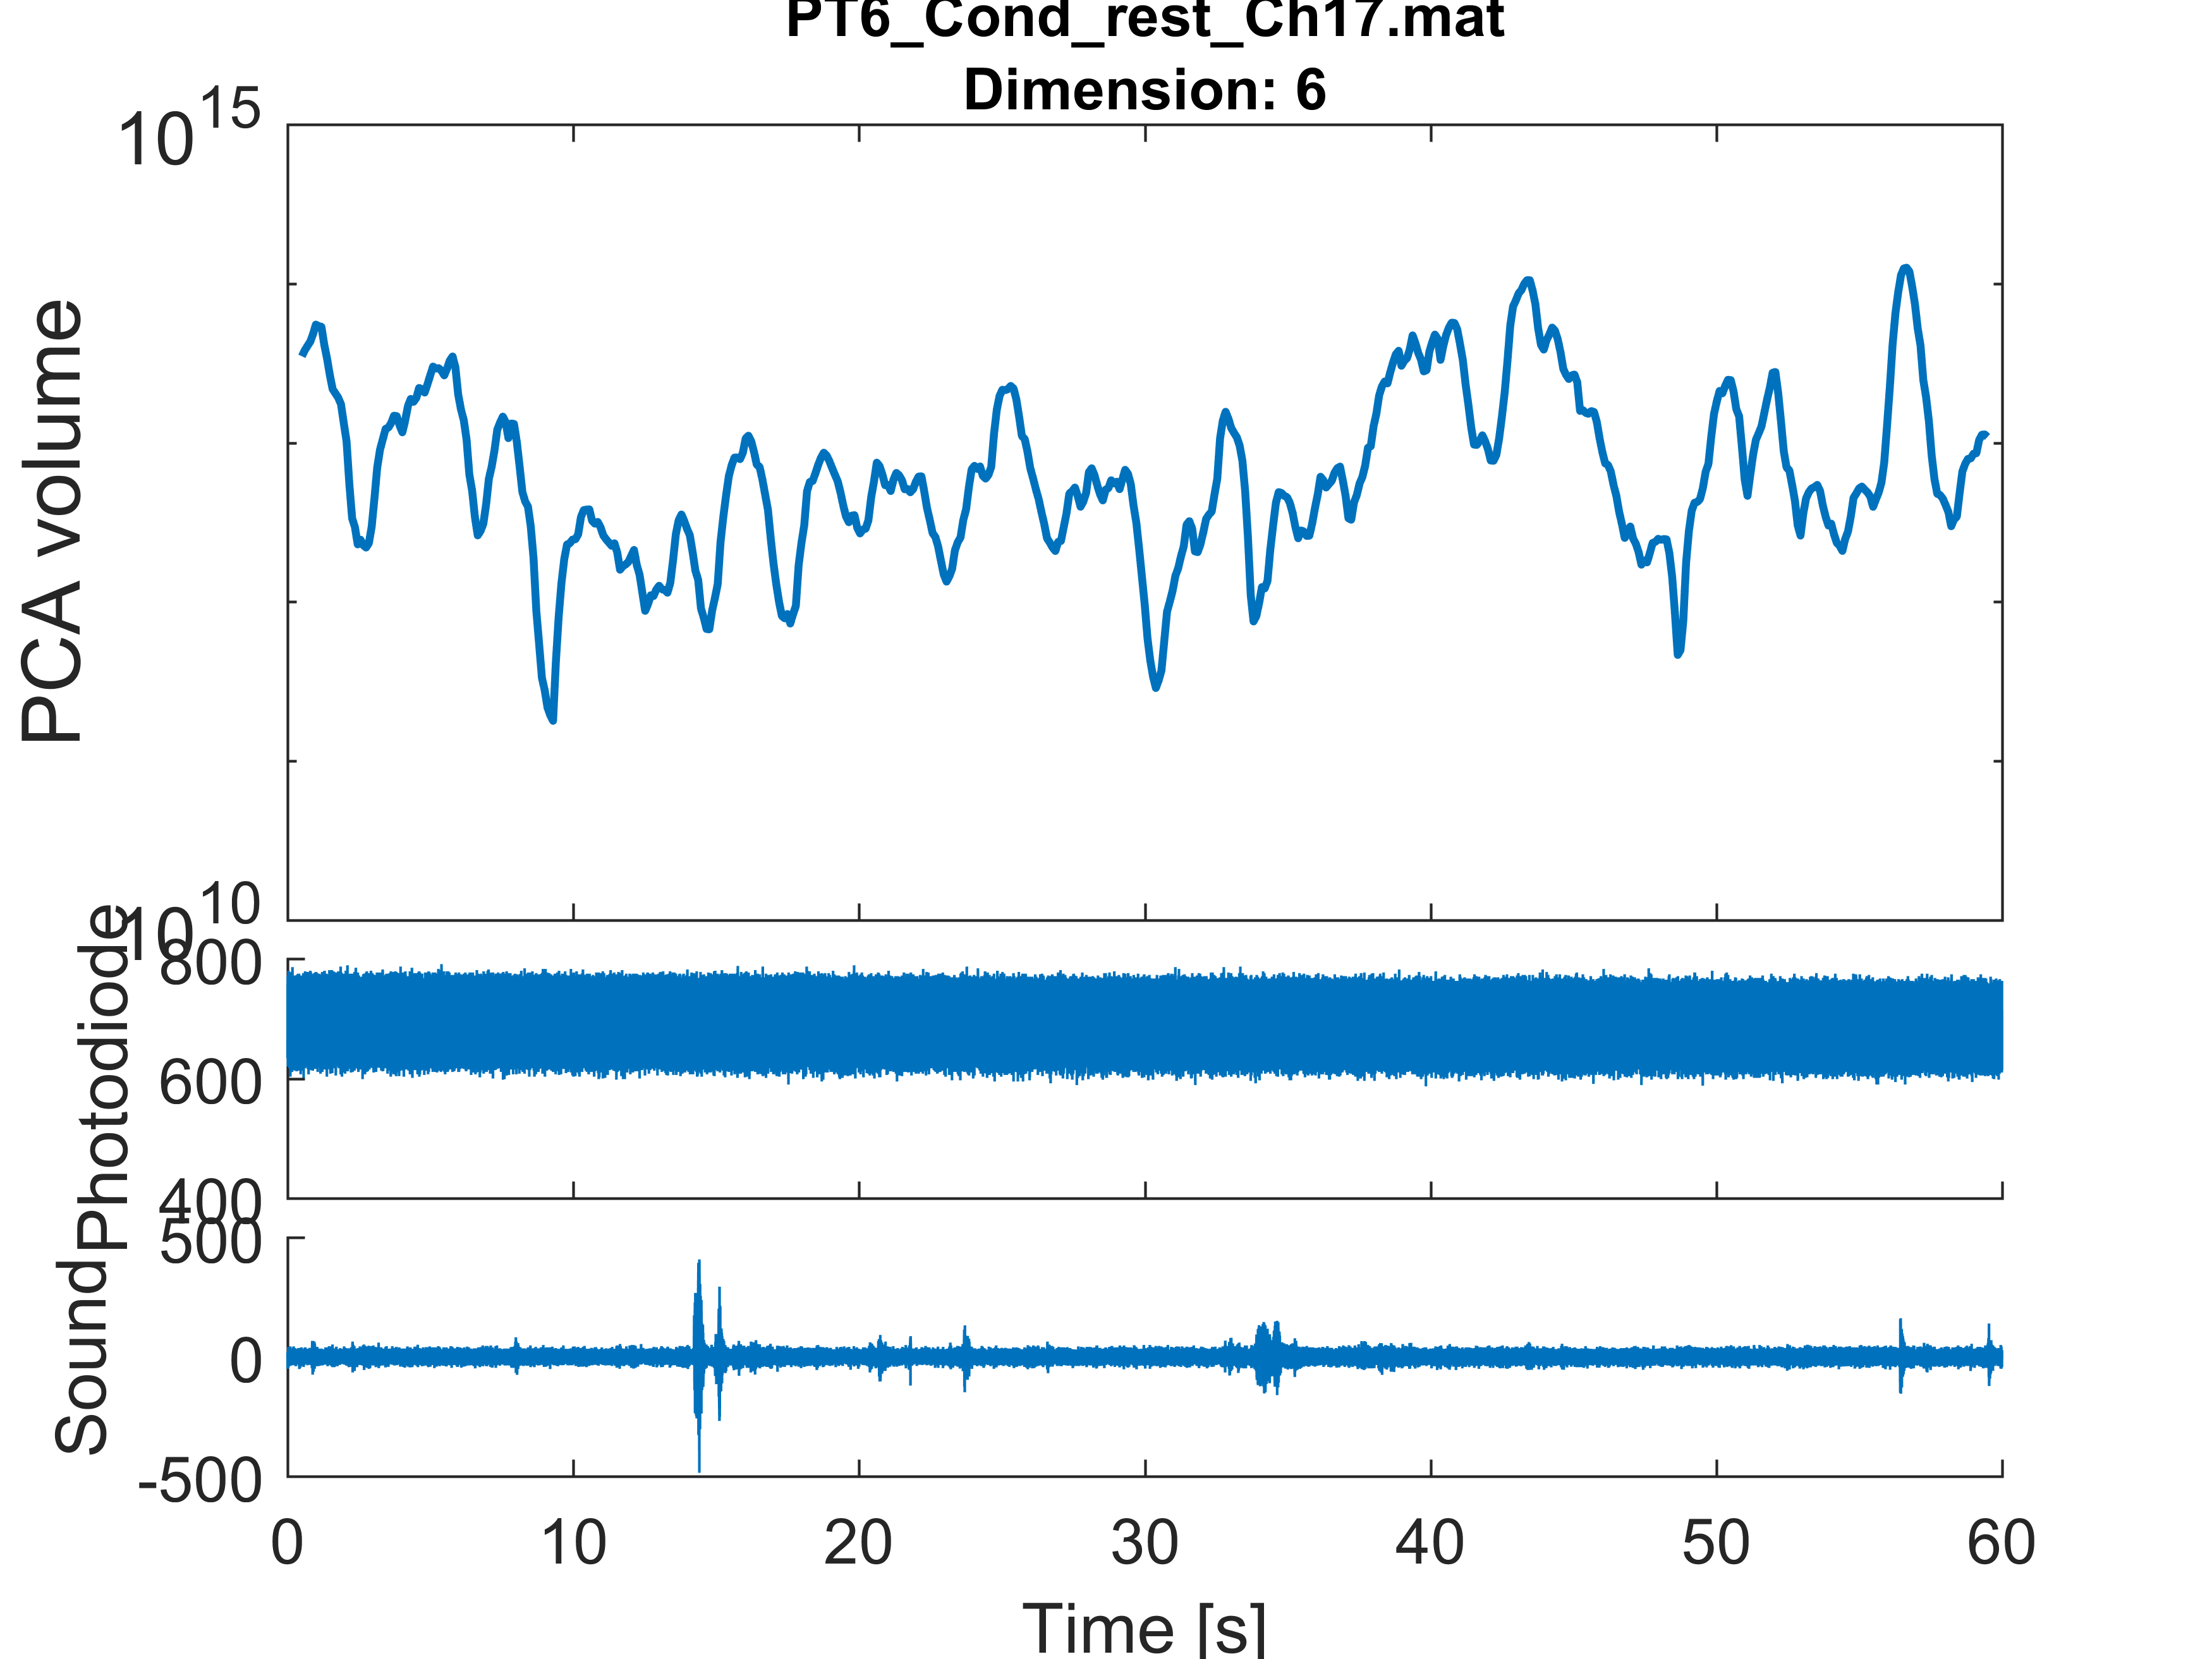 PT6_Cond_rest_Ch17.mat
Dimension: 6
10^15
PCA volume
10^10
800
Photodiode
600
400
500
Sound
0
-500
0 10 20 30 40 50 60
Time [s]